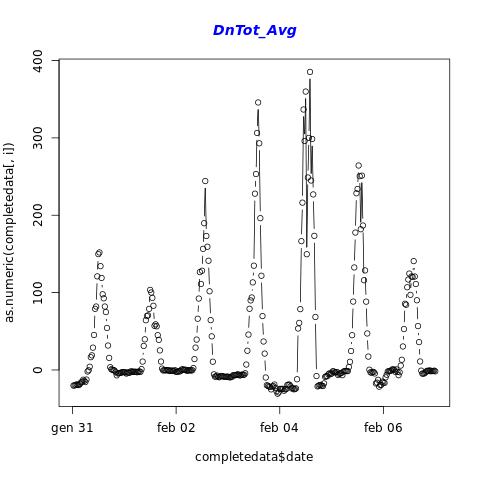 DnTot_Avg
as.numeric(completedata[, i])
400
300
200
100
0
gen 31
feb 02
feb 04
feb 06
completedata$date